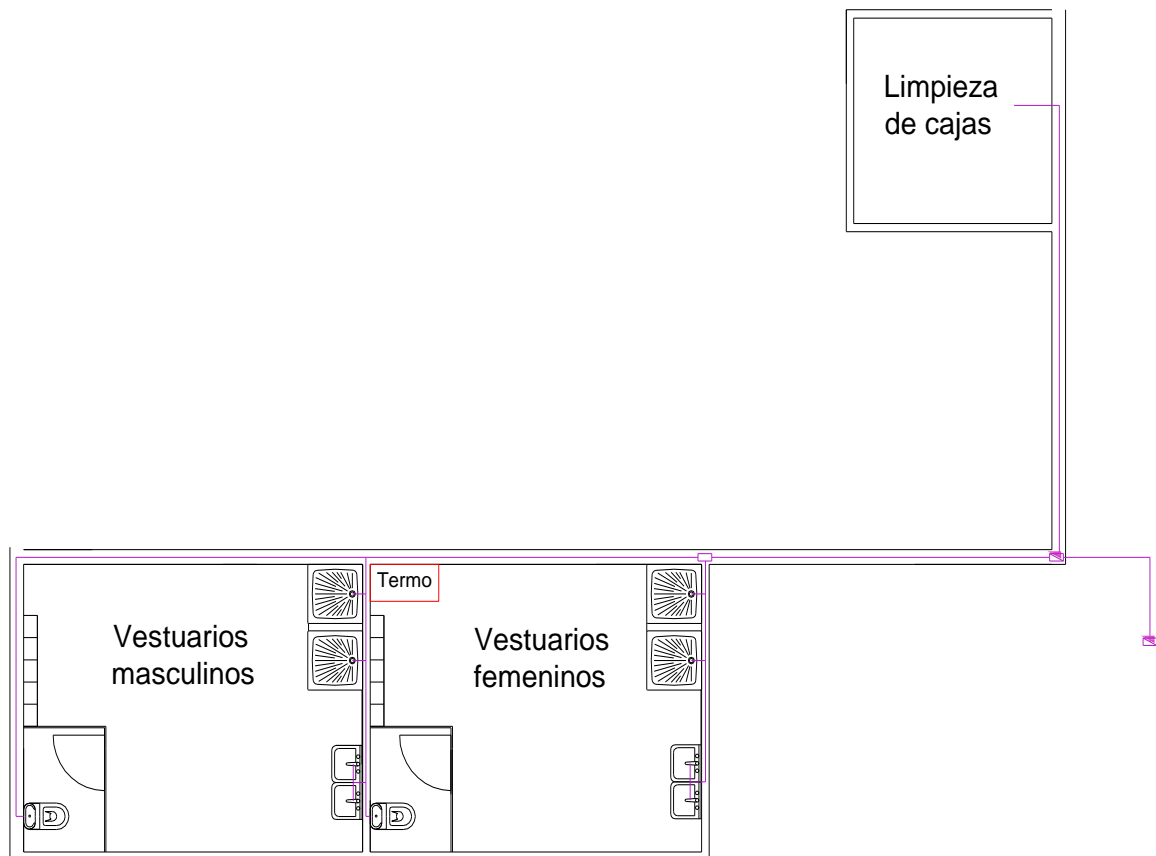 Limpieza
de cajas
Termo
Vestuarios
masculinos
Vestuarios
femeninos